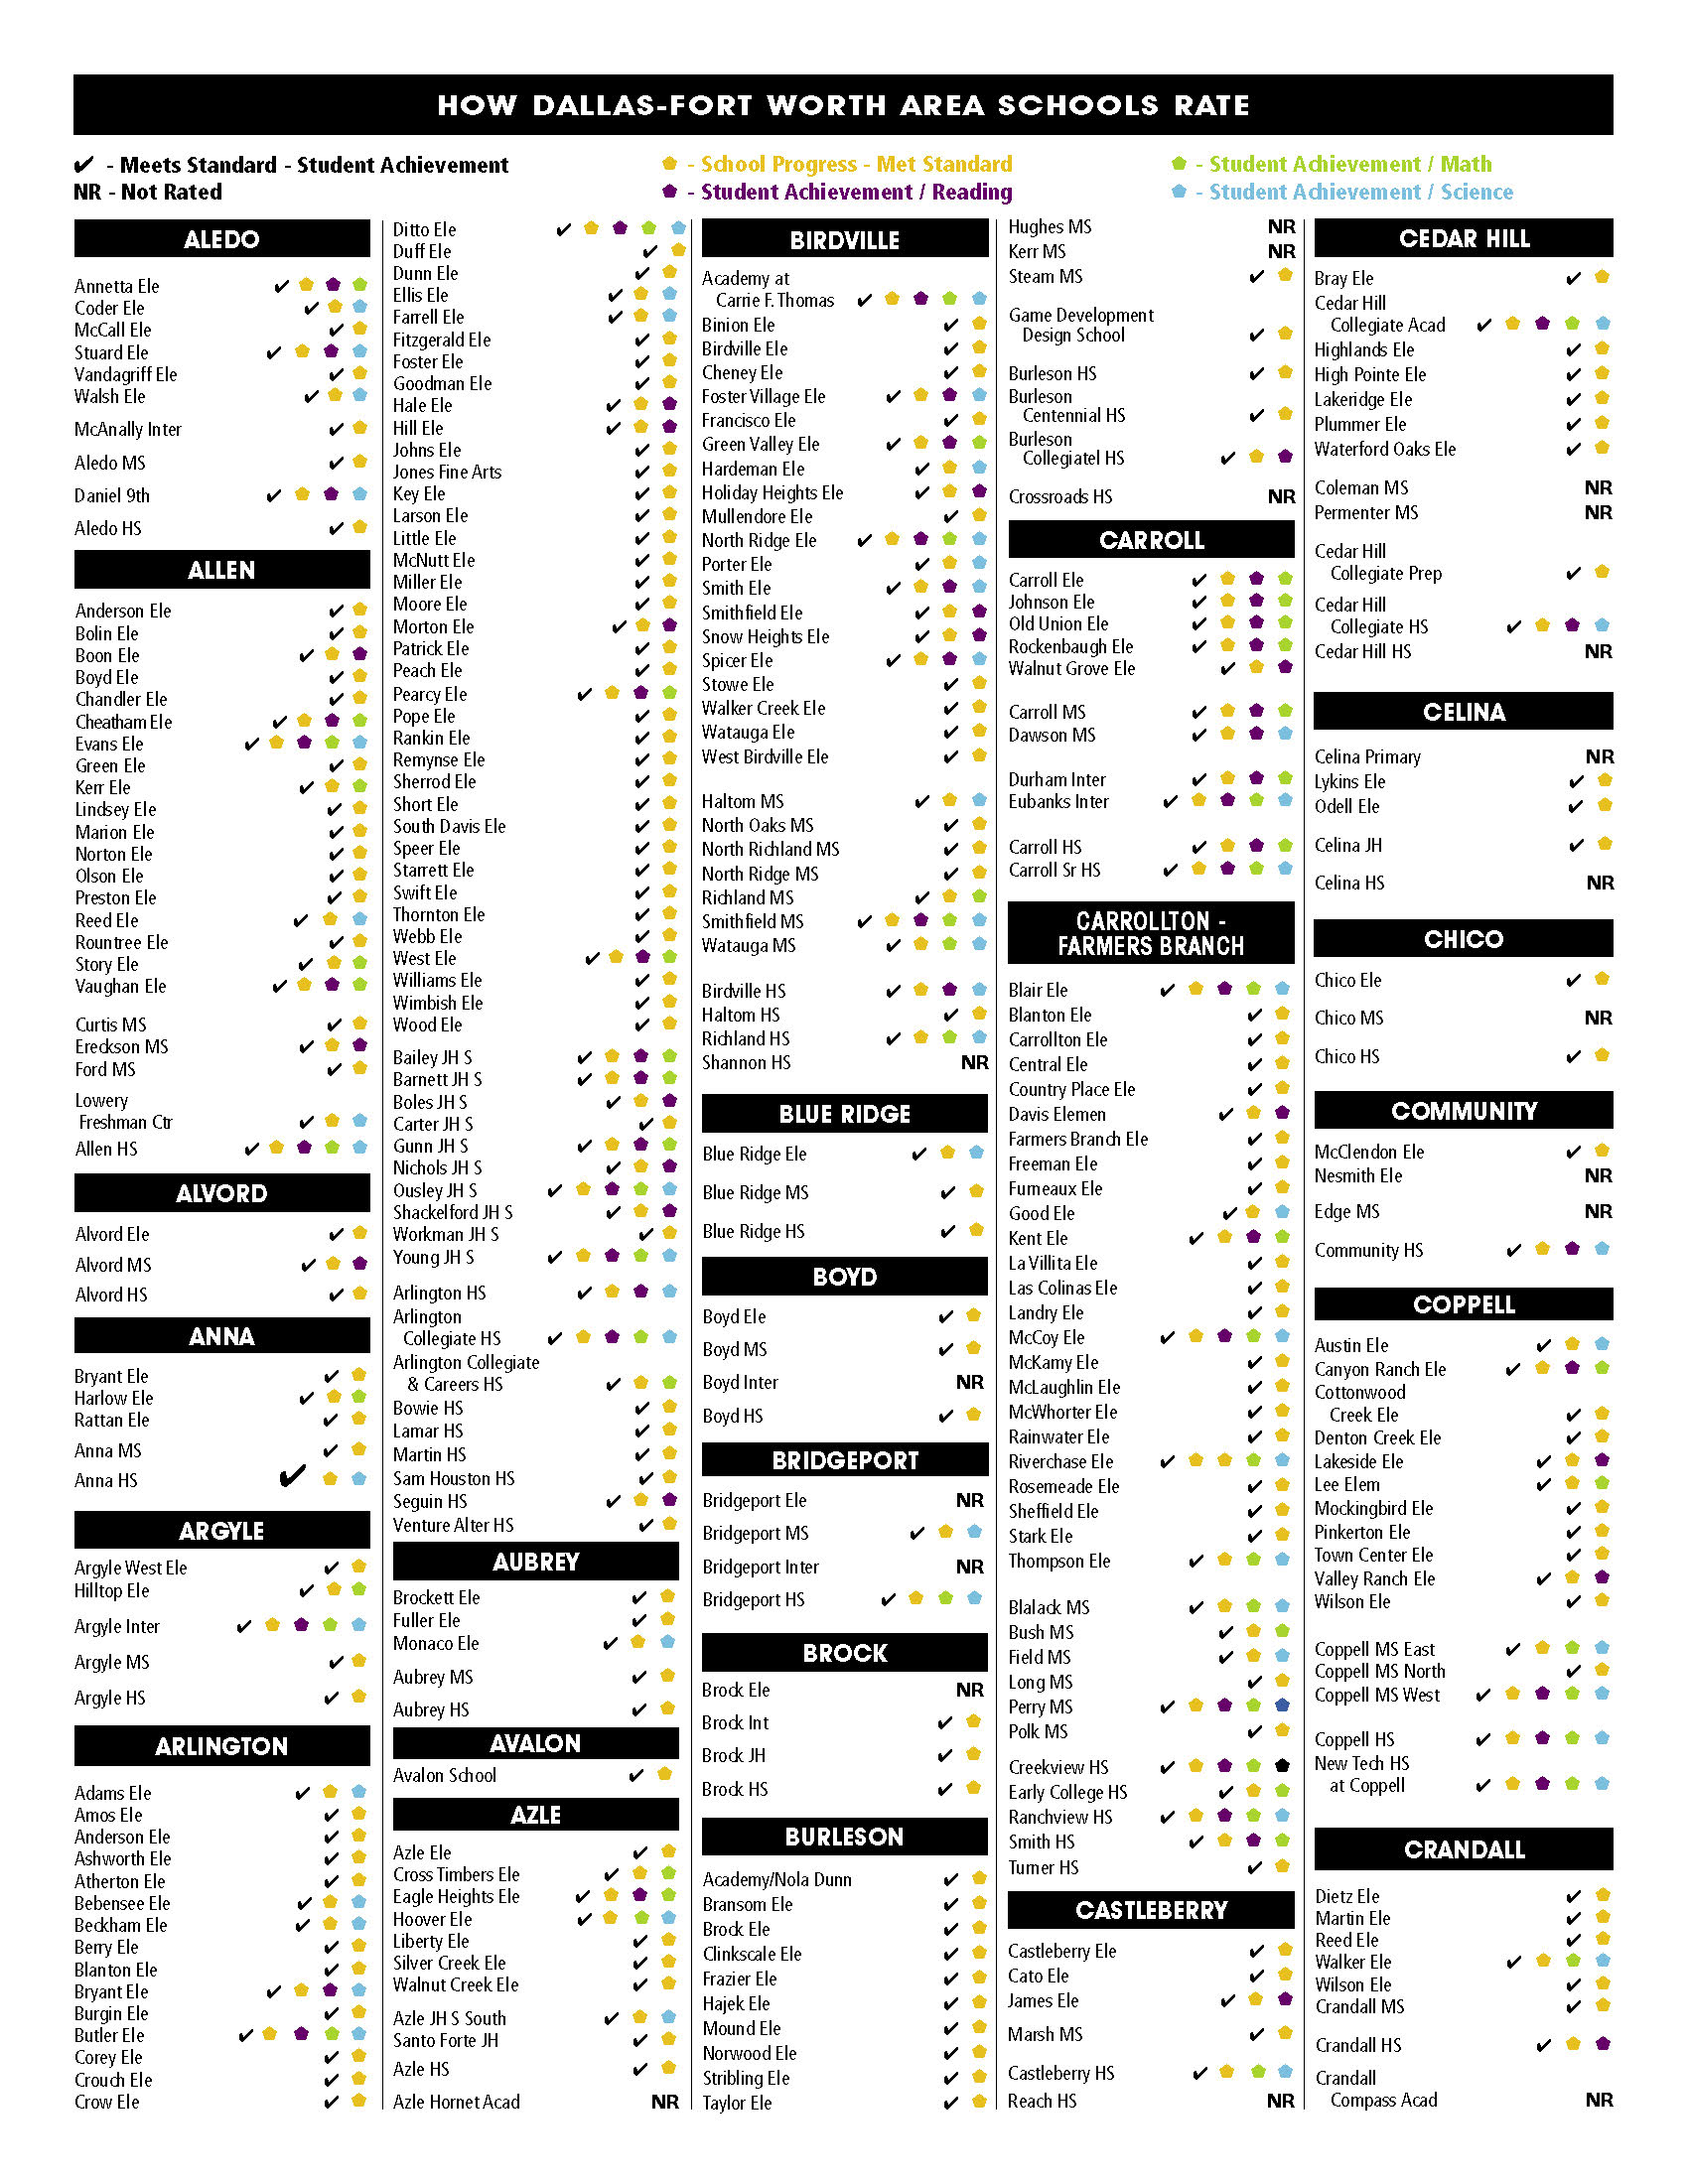 HOW DALLAS-FORT WORTH AREA SCHOOLS RATE
✔ - Meets Standard - Student Achievement
NR - Not Rated
- School Progress - Met Standard
- Student Achievement / Reading
- Student Achievement / Math
- Student Achievement / Science
ALEDO
Annetta Ele
Coder Ele
McCall Ele
Stuard Ele
Vandagriff Ele
Walsh Ele
McAnally Inter
Aledo MS
Daniel 9th
Aledo HS
ALLEN
Anderson Ele
Bolin Ele
Boon Ele
Boyd Ele
Chandler Ele
Cheatham Ele
Evans Ele
Green Ele
Kerr Ele
Lindsey Ele
Marion Ele
Norton Ele
Olson Ele
Preston Ele
Reed Ele
Rountree Ele
Story Ele
Vaughan Ele
Curtis MS
Ereckson MS
Ford MS
Lowery
Freshman Ctr
Allen HS
ALVORD
Alvord Ele
Alvord MS
Alvord HS
ANNA
Bryant Ele
Harlow Ele
Rattan Ele
Anna MS
Anna HS
ARGYLE
Argyle West Ele
Hilltop Ele
Argyle Inter
Argyle MS
Argyle HS
ARLINGTON
Adams Ele
Amos Ele
Anderson Ele
Ashworth Ele
Atherton Ele
Bebensee Ele
Beckham Ele
Berry Ele
Blanton Ele
Bryant Ele
Burgin Ele
Butler Ele
Corey Ele
Crouch Ele
Crow Ele
Ditto Ele
Duff Ele
Dunn Ele
Ellis Ele
Farrell Ele
Fitzgerald Ele
Foster Ele
Goodman Ele
Hale Ele
Hill Ele
Johns Ele
Jones Fine Arts
Key Ele
Larson Ele
Little Ele
McNutt Ele
Miller Ele
Moore Ele
Morton Ele
Patrick Ele
Peach Ele
Pearcy Ele
Pope Ele
Rankin Ele
Remynse Ele
Sherrod Ele
Short Ele
South Davis Ele
Speer Ele
Starrett Ele
Swift Ele
Thornton Ele
Webb Ele
West Ele
Williams Ele
Wimbish Ele
Wood Ele
Bailey JH S
Barnett JH S
Boles JH S
Carter JH S
Gunn JH S
Nichols JH S
Ousley JH S
Shackelford JH S
Workman JH S
Young JH S
Arlington HS
Arlington
Collegiate HS
Arlington Collegiate
& Careers HS
Bowie HS
Lamar HS
Martin HS
Sam Houston HS
Seguin HS
Venture Alter HS
AUBREY
Brockett Ele
Fuller Ele
Monaco Ele
Aubrey MS
Aubrey HS
AVALON
Avalon School
AZLE
Azle Ele
Cross Timbers Ele
Eagle Heights Ele
Hoover Ele
Liberty Ele
Silver Creek Ele
Walnut Creek Ele
Azle JH S South
Santo Forte JH
Azle HS
Azle Hornet Acad NR
BIRDVILLE
Academy at
Carrie F. Thomas
Binion Ele
Birdville Ele
Cheney Ele
Foster Village Ele
Francisco Ele
Green Valley Ele
Hardeman Ele
Holiday Heights Ele
Mullendore Ele
North Ridge Ele
Porter Ele
Smith Ele
Smithfield Ele
Snow Heights Ele
Spicer Ele
Stowe Ele
Walker Creek Ele
Watauga Ele
West Birdville Ele
Haltom MS
North Oaks MS
North Richland MS
North Ridge MS
Richland MS
Smithfield MS
Watauga MS
Birdville HS
Haltom HS
Richland HS
Shannon HS NR
BLUE RIDGE
Blue Ridge Ele
Blue Ridge MS
Blue Ridge HS
BOYD
Boyd Ele
Boyd MS
Boyd Inter NR
Boyd HS
BRIDGEPORT
Bridgeport Ele NR
Bridgeport MS
Bridgeport Inter NR
Bridgeport HS
BROCK
Brock Ele NR
Brock Int
Brock JH
Brock HS
BURLESON
Academy/Nola Dunn
Bransom Ele
Brock Ele
Clinkscale Ele
Frazier Ele
Hajek Ele
Mound Ele
Norwood Ele
Stribling Ele
Taylor Ele
Hughes MS NR
Kerr MS NR
Steam MS
Game Development
Design School
Burleson HS
Burleson
Centennial HS
Burleson
Collegiatel HS
Crossroads HS NR
CARROLL
Carroll Ele
Johnson Ele
Old Union Ele
Rockenbaugh Ele
Walnut Grove Ele
Carroll MS
Dawson MS
Durham Inter
Eubanks Inter
Carroll HS
Carroll Sr HS
CARROLLTON -
FARMERS BRANCH
Blair Ele
Blanton Ele
Carrollton Ele
Central Ele
Country Place Ele
Davis Elemen
Farmers Branch Ele
Freeman Ele
Furneaux Ele
Good Ele
Kent Ele
La Villita Ele
Las Colinas Ele
Landry Ele
McCoy Ele
McKamy Ele
McLaughlin Ele
McWhorter Ele
Rainwater Ele
Riverchase Ele
Rosemeade Ele
Sheffield Ele
Stark Ele
Thompson Ele
Blalack MS
Bush MS
Field MS
Long MS
Perry MS
Polk MS
Creekview HS
Early College HS
Ranchview HS
Smith HS
Turner HS
CASTLEBERRY
Castleberry Ele
Cato Ele
James Ele
Marsh MS
Castleberry HS
Reach HS NR
CEDAR HILL
Bray Ele
Cedar Hill
Collegiate Acad
Highlands Ele
High Pointe Ele
Lakeridge Ele
Plummer Ele
Waterford Oaks Ele
Coleman MS NR
Permenter MS NR
Cedar Hill
Collegiate Prep
Cedar Hill
Collegiate HS
Cedar Hill HS NR
CELINA
Celina Primary NR
Lykins Ele
Odell Ele
Celina JH
Celina HS NR
CHICO
Chico Ele
Chico MS NR
Chico HS
COMMUNITY
McClendon Ele
Nesmith Ele NR
Edge MS NR
Community HS
COPPELL
Austin Ele
Canyon Ranch Ele
Cottonwood
Creek Ele
Denton Creek Ele
Lakeside Ele
Lee Elem
Mockingbird Ele
Pinkerton Ele
Town Center Ele
Valley Ranch Ele
Wilson Ele
Coppell MS East
Coppell MS North
Coppell MS West
Coppell HS
New Tech HS
at Coppell
CRANDALL
Dietz Ele
Martin Ele
Reed Ele
Walker Ele
Wilson Ele
Crandall MS
Crandall HS
Crandall
Compass Acad NR